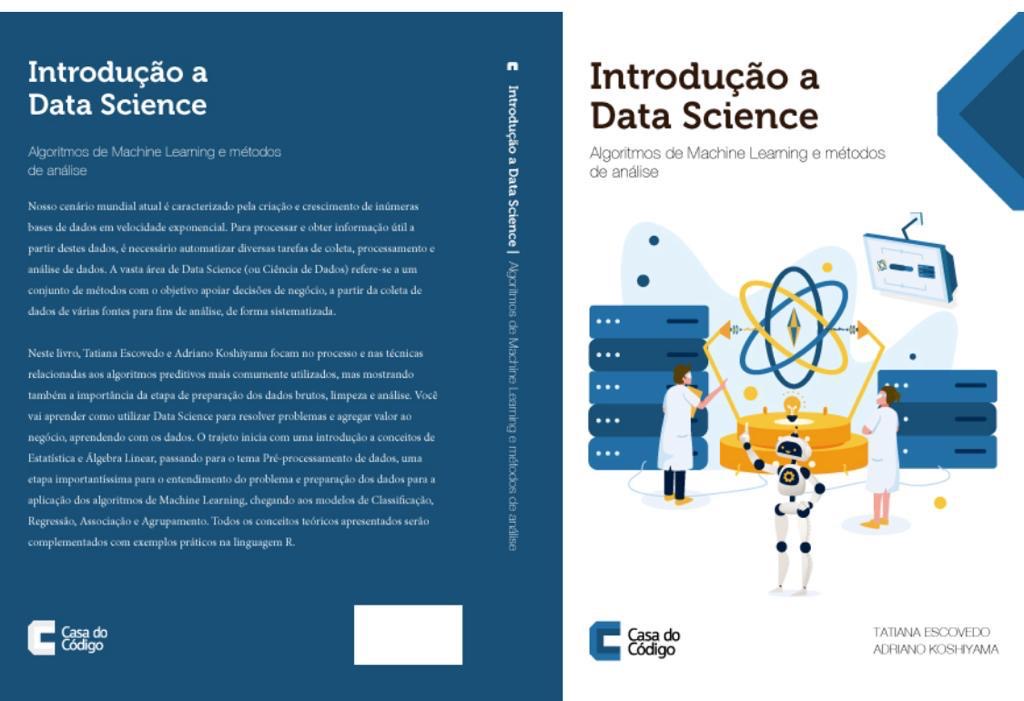 Introdução a
Data Science
Algoritmos de Machine Learning e métodos
de análise
Nosso cenário mundial atual é caracterizado pela criação e crescimento de inúmeras
bases de dados em velocidade exponencial. Para processar e obter informação útil a
partir destes dados, é necessário automatizar diversas tarefas de coleta, processamento e
análise de dados. A vasta área de Data Science (ou Ciência de Dados) refere-se a um
conjunto de métodos com o objetivo apoiar decisões de negócio, a partir da coleta de
dados de várias fontes para fins de análise, de forma sistematizada.
Neste livro, Tatiana Escovedo e Adriano Koshiyama focam no processo e nas técnicas
relacionadas aos algoritmos preditivos mais comumente utilizados, mas mostrando
também a importância da etapa de preparação dos dados brutos, limpeza e análise. Você
vai aprender como utilizar Data Science para resolver problemas e agregar valor ao
negócio, aprendendo com os dados. O trajeto inicia com uma introdução a conceitos de
Estatística e Álgebra Linear, passando para o tema Pré-processamento de dados, uma
etapa importantíssima para o entendimento do problema e preparação dos dados para a
aplicação dos algoritmos de Machine Learning, chegando aos modelos de Classificação,
Regressão, Associação e Agrupamento. Todos os conceitos teóricos apresentados serão
complementados com exemplos práticos na linguagem R.
Casa do
Código
Introdução a Data Science | Algoritmos de Machine Learning e métodos de análise
Introdução a
Data Science
Algoritmos de Machine Learning e métodos
de análise
Casa do
Código
TATIANA ESCOVEDO
ADRIANO KOSHIYAMA